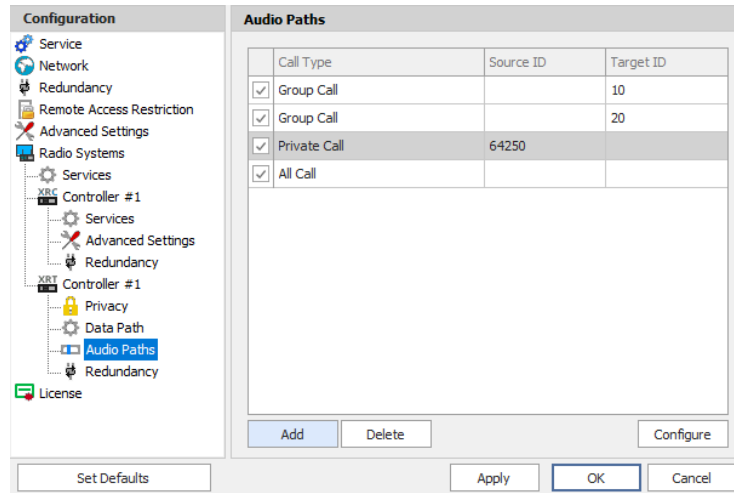 Configuration
Service
Network
Redundancy
Remote Access Restriction
Advanced Settings
Radio Systems
Services
XRC Controller #1
Services
Advanced Settings
Redundancy
XRT Controller #1
Privacy
Data Path
Audio Paths
Redundancy
License
Audio Paths
Call Type Source ID Target ID
Group Call 10
Group Call 20
Private Call 64250
All Call
Add Delete Configure
Set Defaults Apply OK Cancel